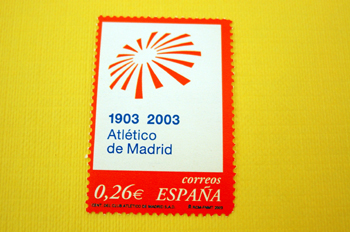 1903 2003
Atlético
de Madrid
correos
0,26€ ESPAÑA